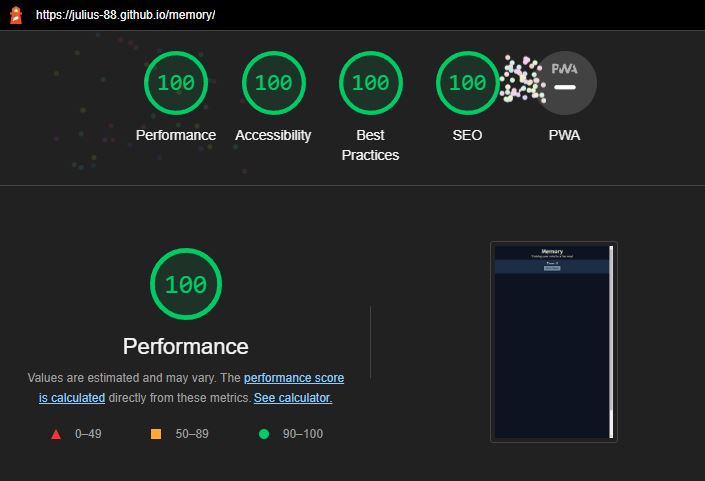 https://julius-88.github.io/memory/
100 100 100 100 PWA
Performance Accessibility Best Practices SEO PWA
100
Performance
Values are estimated and may vary. The performance score
is calculated directly from these metrics. See calculator.
0–49 50–89 90–100
Memory